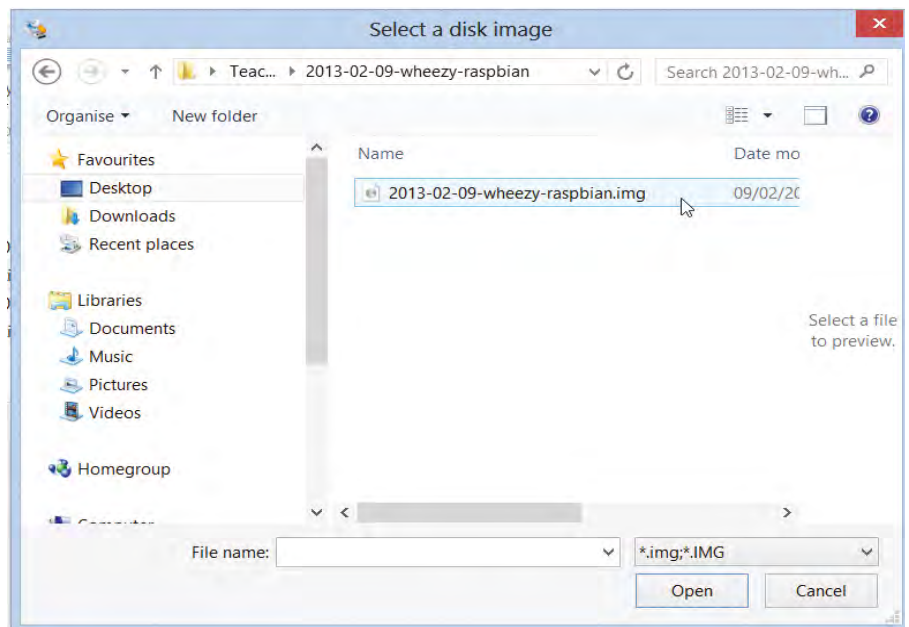 Select a disk image
Teac... 2013-02-09-wheezy-raspbian Search 2013-02-09-wh...
Organise New folder
Favourites
Desktop
Downloads
Recent places
Libraries
Documents
Music
Pictures
Videos
Homegroup
Name Date mo
2013-02-09-wheezy-raspbian.img 09/02/20
Select a file
to preview.
File name: *.img;*.IMG
Open Cancel